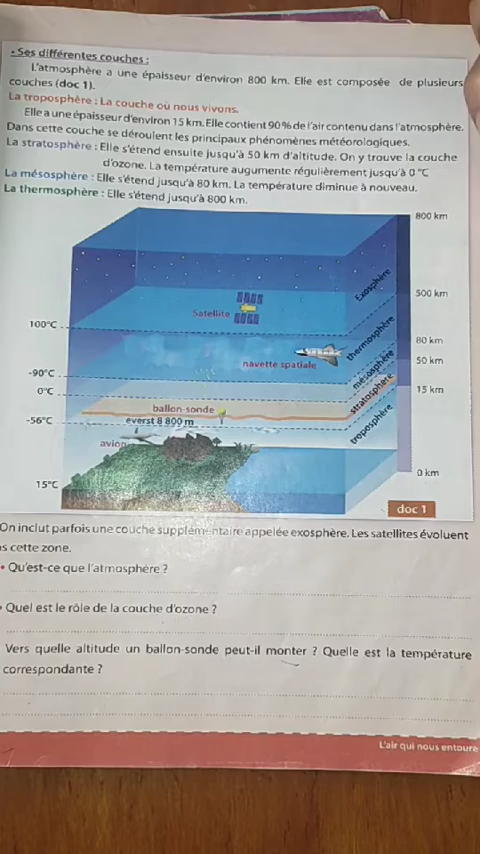 • Ses différentes couches :
L'atmosphère a une épaisseur d'environ 800 km. Elle est composée de plusieurs
couches (doc 1).
La troposphère : La couche où nous vivons.
Elle a une épaisseur d'environ 15 km. Elle contient 90% de l'air contenu dans l'atmosphère.
Dans cette couche se déroulent les principaux phénomènes météorologiques.
La stratosphère : Elle s'étend ensuite jusqu'à 50 km d'altitude. On y trouve la couche
d'ozone. La température augumente régulièrement jusqu'à 0 °C
La mésosphère : Elle s'étend jusqu'à 80 km. La température diminue à nouveau.
La thermosphère : Elle s'étend jusqu'à 800 km.
800 km
Exosphère
500 km
Satellite
100°C
thermosphère
80 km
navette spatiale
mésosphère
50 km
-90°C
0°C
stratosphère
15 km
ballon-sonde
-56°C
everst 8 800 m
troposphère
avion
0 km
15°C
doc 1
On inclut parfois une couche supplémentaire appelée exosphère. Les satellites évoluent
s cette zone.
• Qu'est-ce que l'atmosphère ?
• Quel est le rôle de la couche d'ozone ?
Vers quelle altitude un ballon-sonde peut-il monter ? Quelle est la température
correspondante ?
L'air qui nous entoure